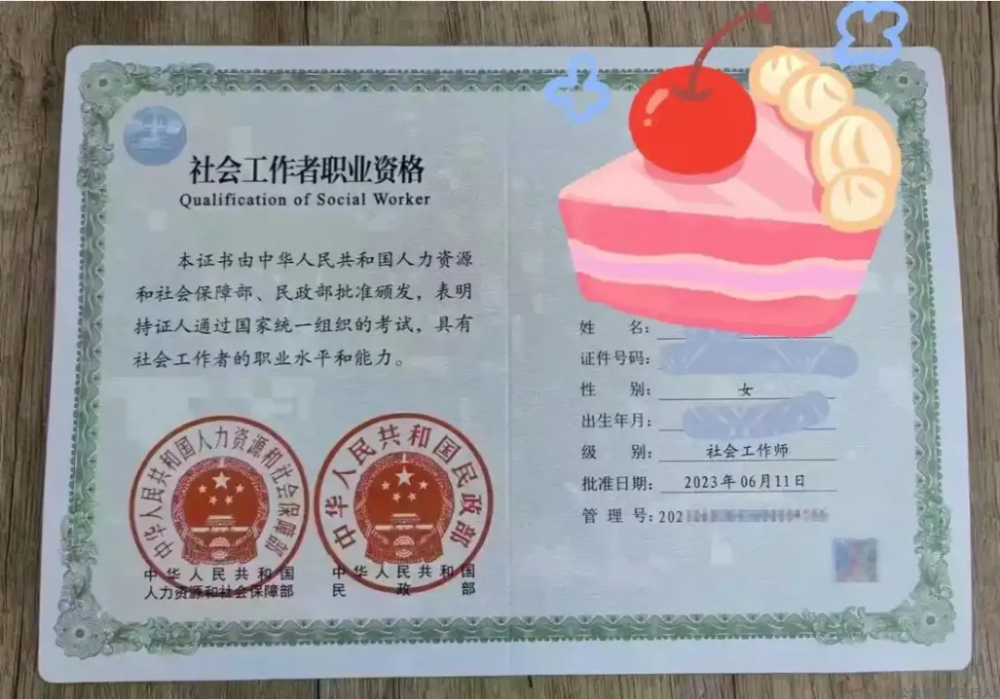 社会工作者职业资格
Qualification of Social Worker
本证书由中华人民共和国人力资源
和社会保障部、民政部批准颁发，表明
持证人通过国家统一组织的考试，具有
社会工作者的职业水平和能力。
中华人民共和国人力资源和社会保障部
中华人民共和国民政部
中华人民共和国
人力资源和社会保障部
中华人民共和国
民政部
姓 名：
证件号码：
性 别： 女
出生年月：
级 别： 社会工作师
批准日期： 2023年06月11日
管 理 号：202